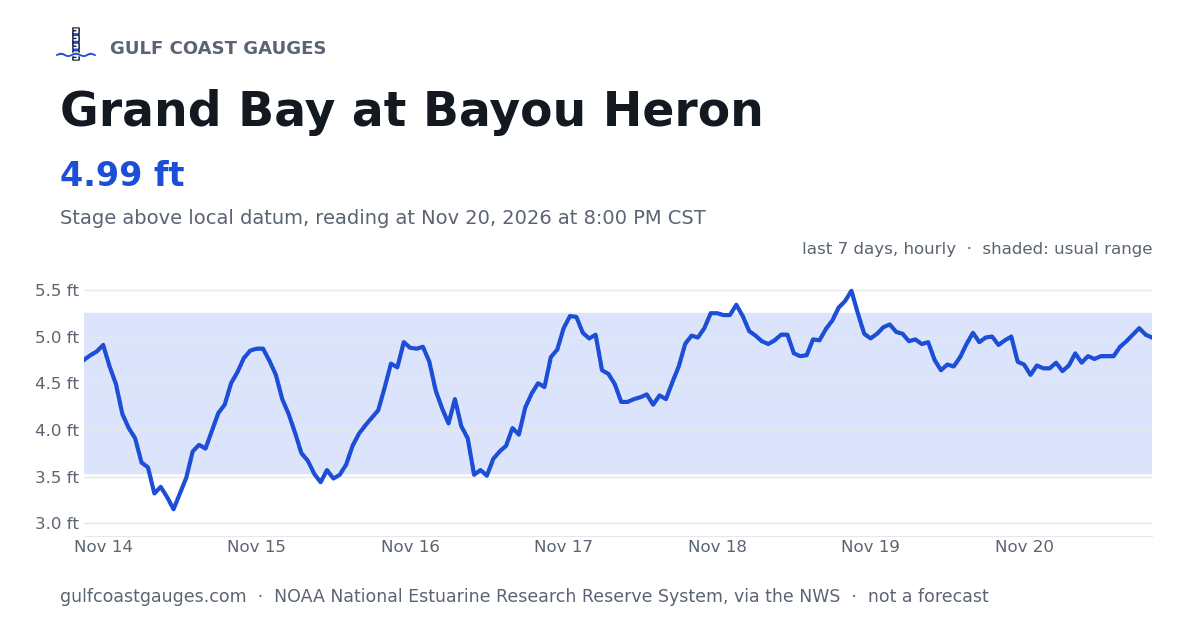 GULF COAST GAUGES
Grand Bay at Bayou Heron
4.99 ft
Stage above local datum, reading at Nov 20, 2026 at 8:00 PM CST
last 7 days, hourly · shaded: usual range
5.5 ft
5.0 ft
4.5 ft
4.0 ft
3.5 ft
3.0 ft
Nov 14 Nov 15 Nov 16 Nov 17 Nov 18 Nov 19 Nov 20
gulfcoastgauges.com · NOAA National Estuarine Research Reserve System, via the NWS · not a forecast